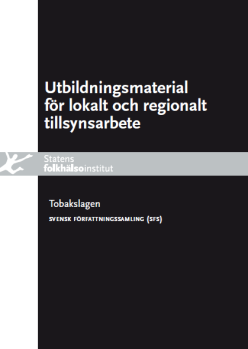 Utbildningsmaterial
för lokalt och regionalt
tillsynsarbete
Statens
folkhälsoinstitut
Tobakslagen
SVENSK FÖRFATTNINGSSAMLING (SFS)